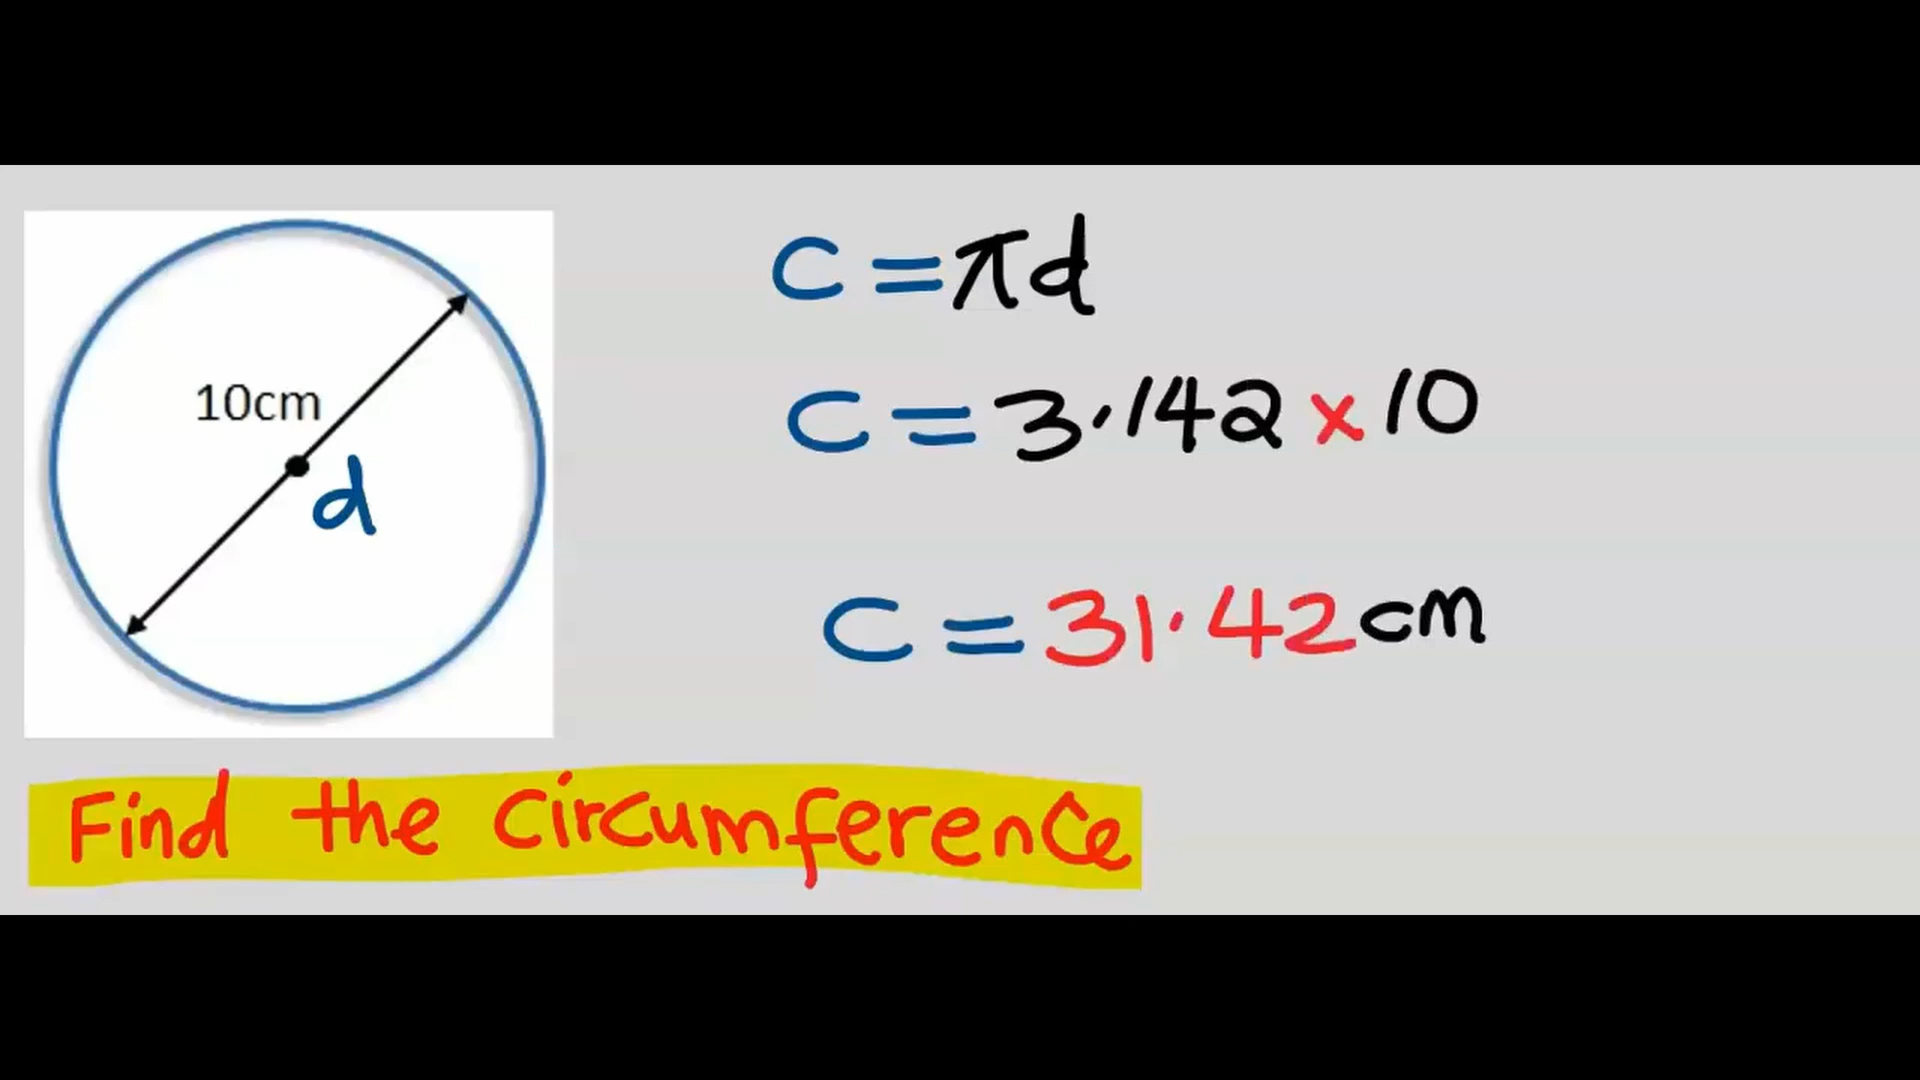 10cm
d
C = πd
C = 3.142 × 10
C = 31.42cm
Find the circumference